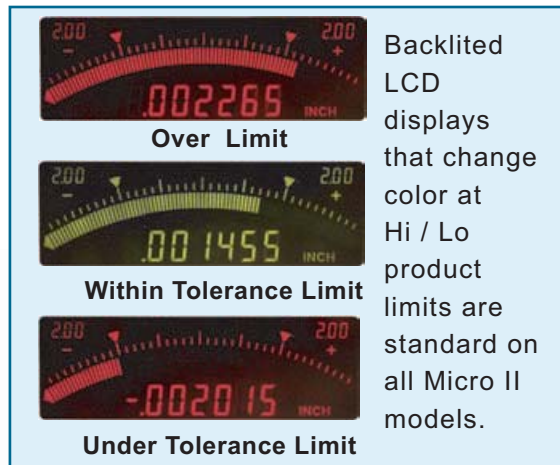 2.00 2.00
- +
.002265 INCH
Over Limit
2.00 2.00
- +
.001455 INCH
Within Tolerance Limit
2.00 2.00
- +
-.002015 INCH
Under Tolerance Limit
Backlited
LCD
displays
that change
color at
Hi / Lo
product
limits are
standard on
all Micro II
models.